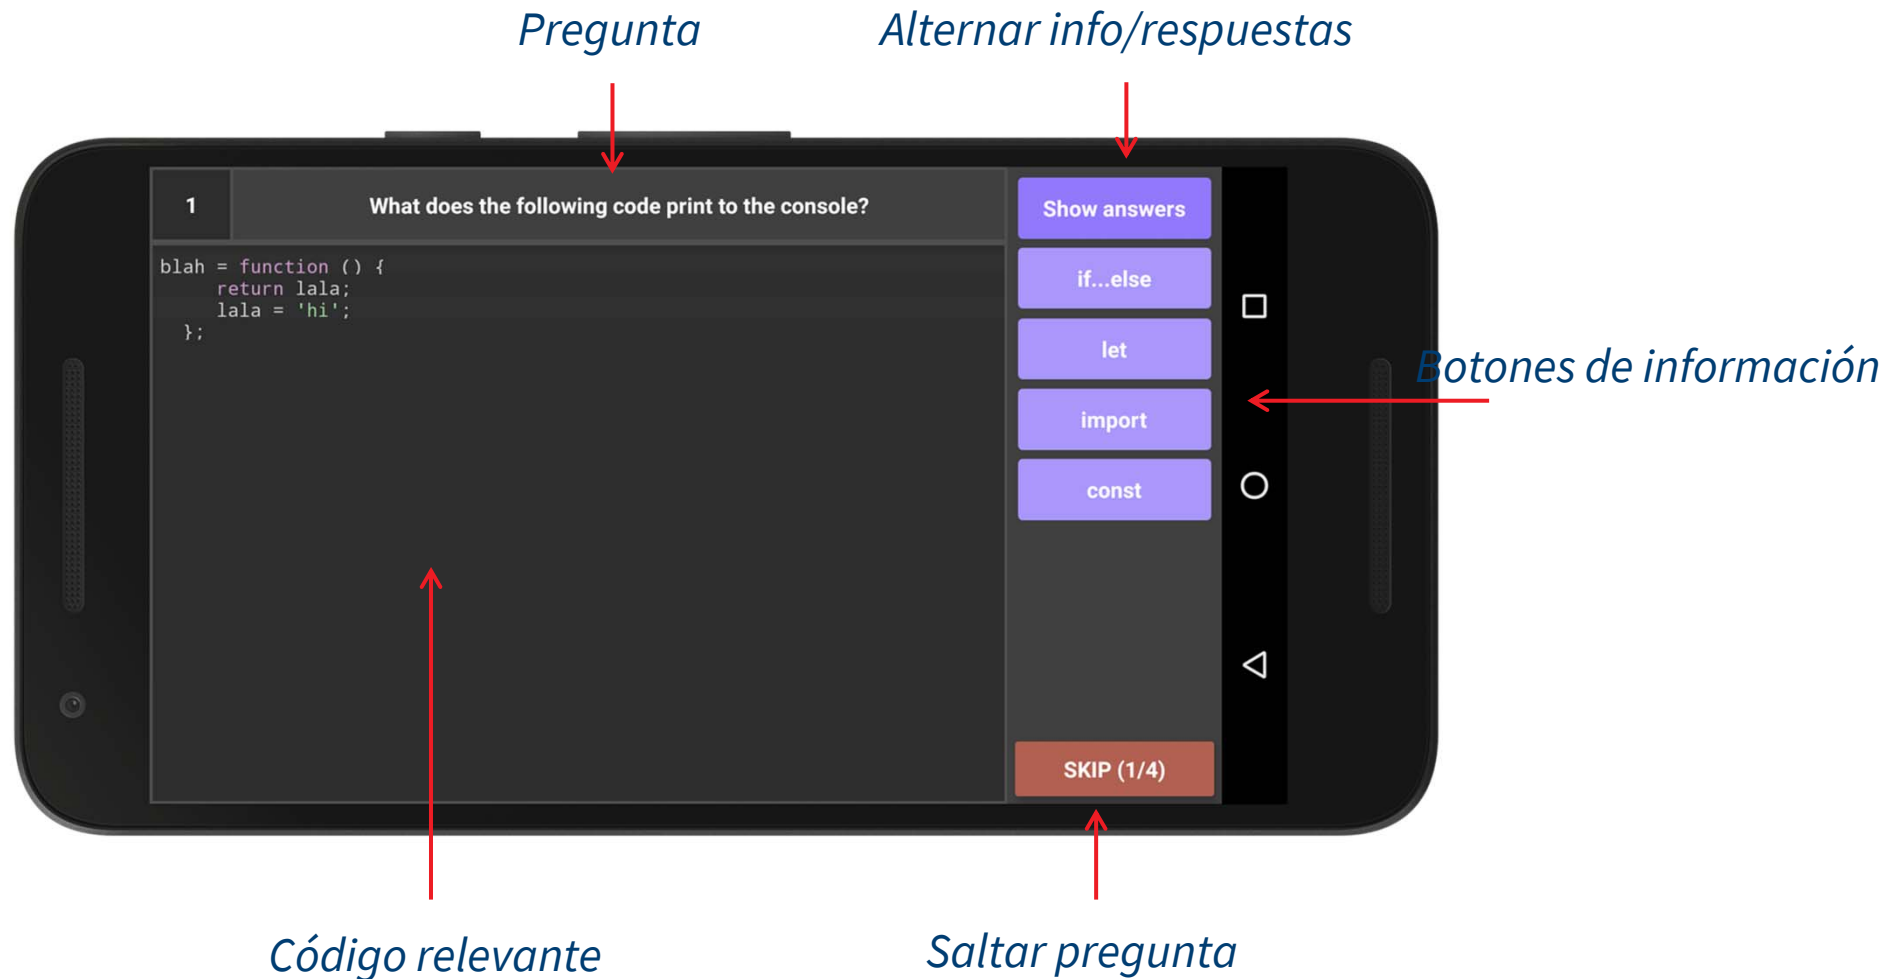 Pregunta
Alternar info/respuestas
1
What does the following code print to the console?
Show answers
blah = function () {
     return lala;
     lala = 'hi';
  };
if...else
let
import
const
Botones de información
SKIP (1/4)
Código relevante
Saltar pregunta